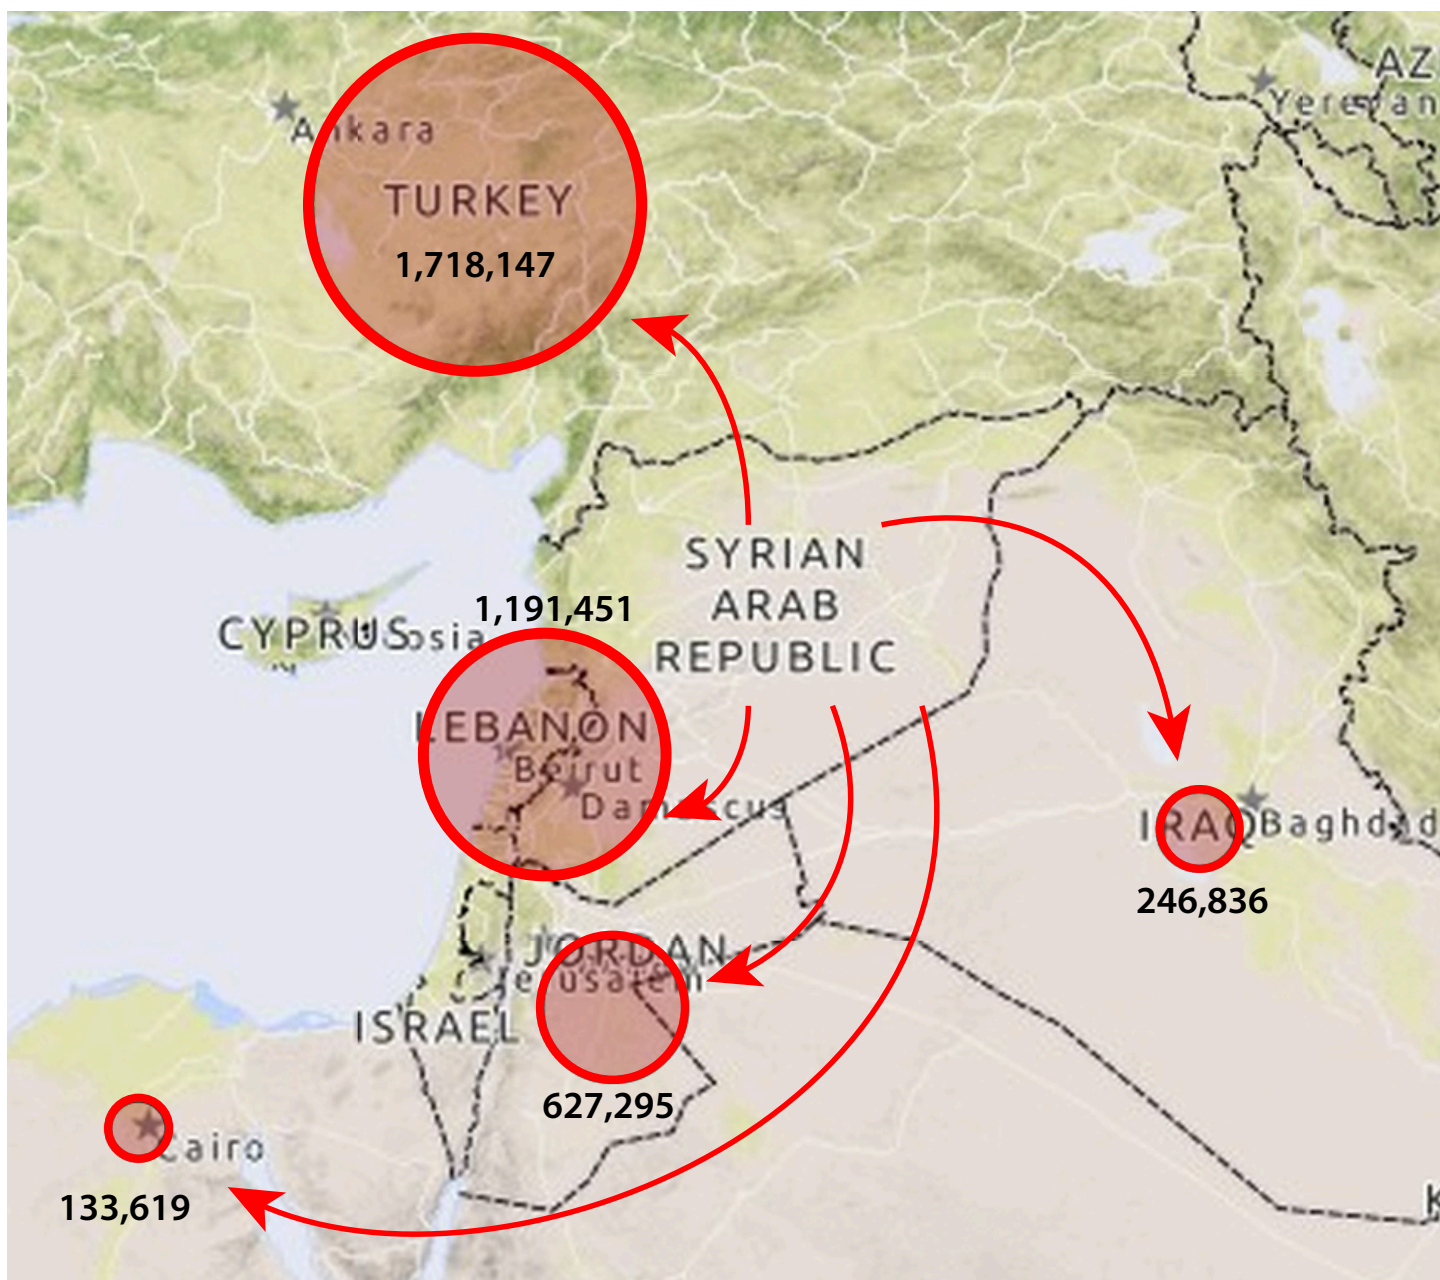 AZ
Yerevan
Ankara
TURKEY
1,718,147
SYRIAN
ARAB
REPUBLIC
1,191,451
CYPRUS
LEBANON
Beirut
Damascus
IRAQ
Baghdad
246,836
JORDAN
Jerusalem
ISRAEL
627,295
Cairo
133,619
K